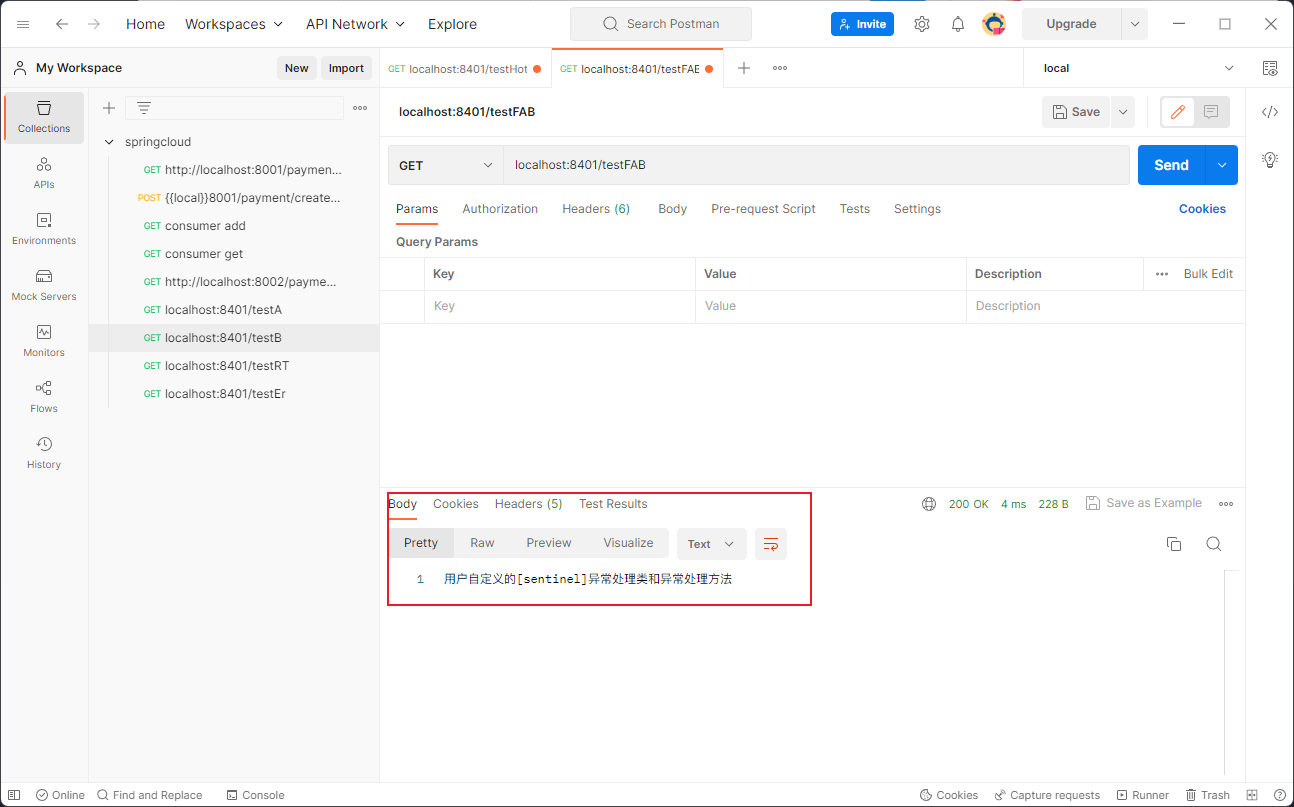 Home Workspaces API Network Explore Search Postman Invite Upgrade
My Workspace New Import
GET localhost:8401/testHot GET localhost:8401/testFAB local
Collections
APIs
Environments
Mock Servers
Monitors
Flows
History
springcloud
GET http://localhost:8001/paymen...
POST {{local}}8001/payment/create...
GET consumer add
GET consumer get
GET http://localhost:8002/payme...
GET localhost:8401/testA
GET localhost:8401/testB
GET localhost:8401/testRT
GET localhost:8401/testEr
localhost:8401/testFAB Save
GET localhost:8401/testFAB Send
Params Authorization Headers (6) Body Pre-request Script Tests Settings Cookies
Query Params
Key Value Description Bulk Edit
Key Value Description
Body Cookies Headers (5) Test Results 200 OK 4 ms 228 B Save as Example
Pretty Raw Preview Visualize Text
1 用户自定义的[sentinel]异常处理类和异常处理方法
Online Find and Replace Console Cookies Capture requests Runner Trash